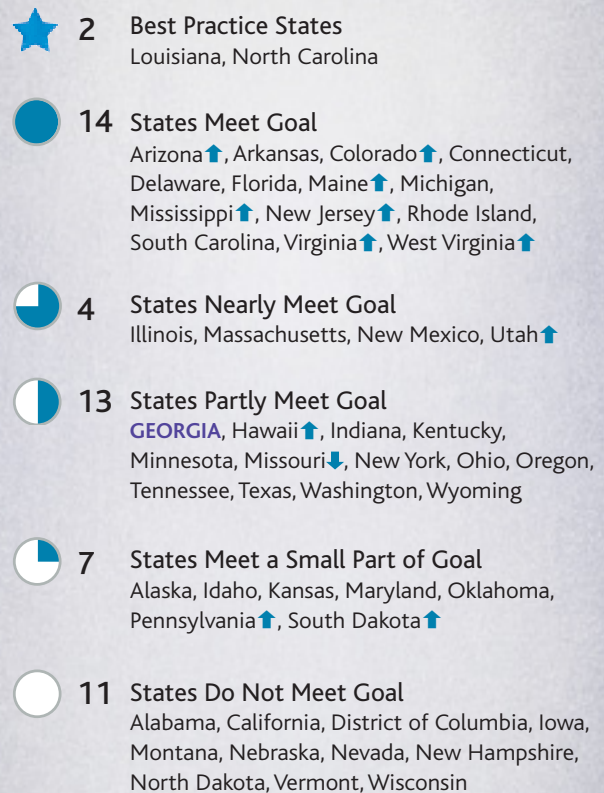 2 Best Practice States
Louisiana, North Carolina
14 States Meet Goal
Arizona⬆, Arkansas, Colorado⬆, Connecticut,
Delaware, Florida, Maine⬆, Michigan,
Mississippi⬆, New Jersey⬆, Rhode Island,
South Carolina, Virginia⬆, West Virginia⬆
4 States Nearly Meet Goal
Illinois, Massachusetts, New Mexico, Utah⬆
13 States Partly Meet Goal
GEORGIA, Hawaii⬆, Indiana, Kentucky,
Minnesota, Missouri⬇, New York, Ohio, Oregon,
Tennessee, Texas, Washington, Wyoming
7 States Meet a Small Part of Goal
Alaska, Idaho, Kansas, Maryland, Oklahoma,
Pennsylvania⬆, South Dakota⬆
11 States Do Not Meet Goal
Alabama, California, District of Columbia, Iowa,
Montana, Nebraska, Nevada, New Hampshire,
North Dakota, Vermont, Wisconsin